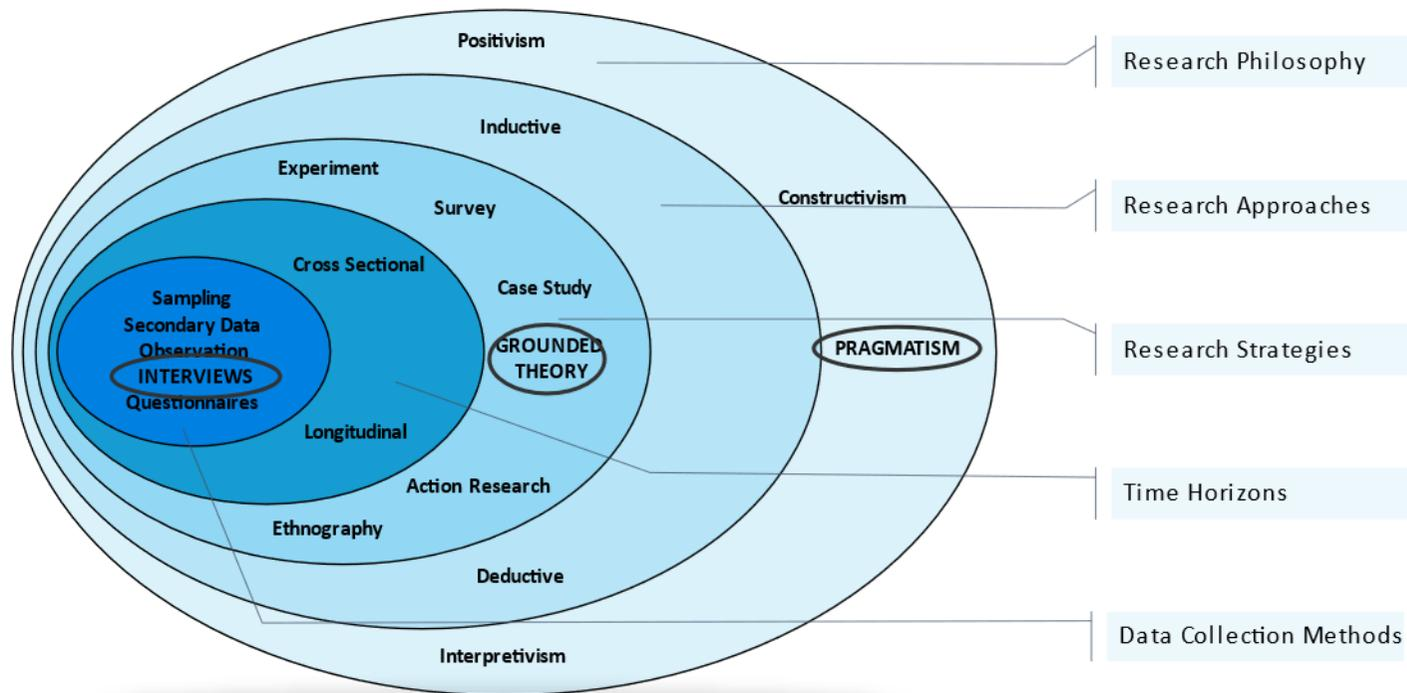 Positivism
Research Philosophy
Inductive
Experiment
Constructivism
Research Approaches
Survey
Cross Sectional
Case Study
Sampling
Secondary Data
Observation
INTERVIEWS
Questionnaires
GROUNDED
THEORY
PRAGMATISM
Research Strategies
Longitudinal
Action Research
Time Horizons
Ethnography
Deductive
Interpretivism
Data Collection Methods